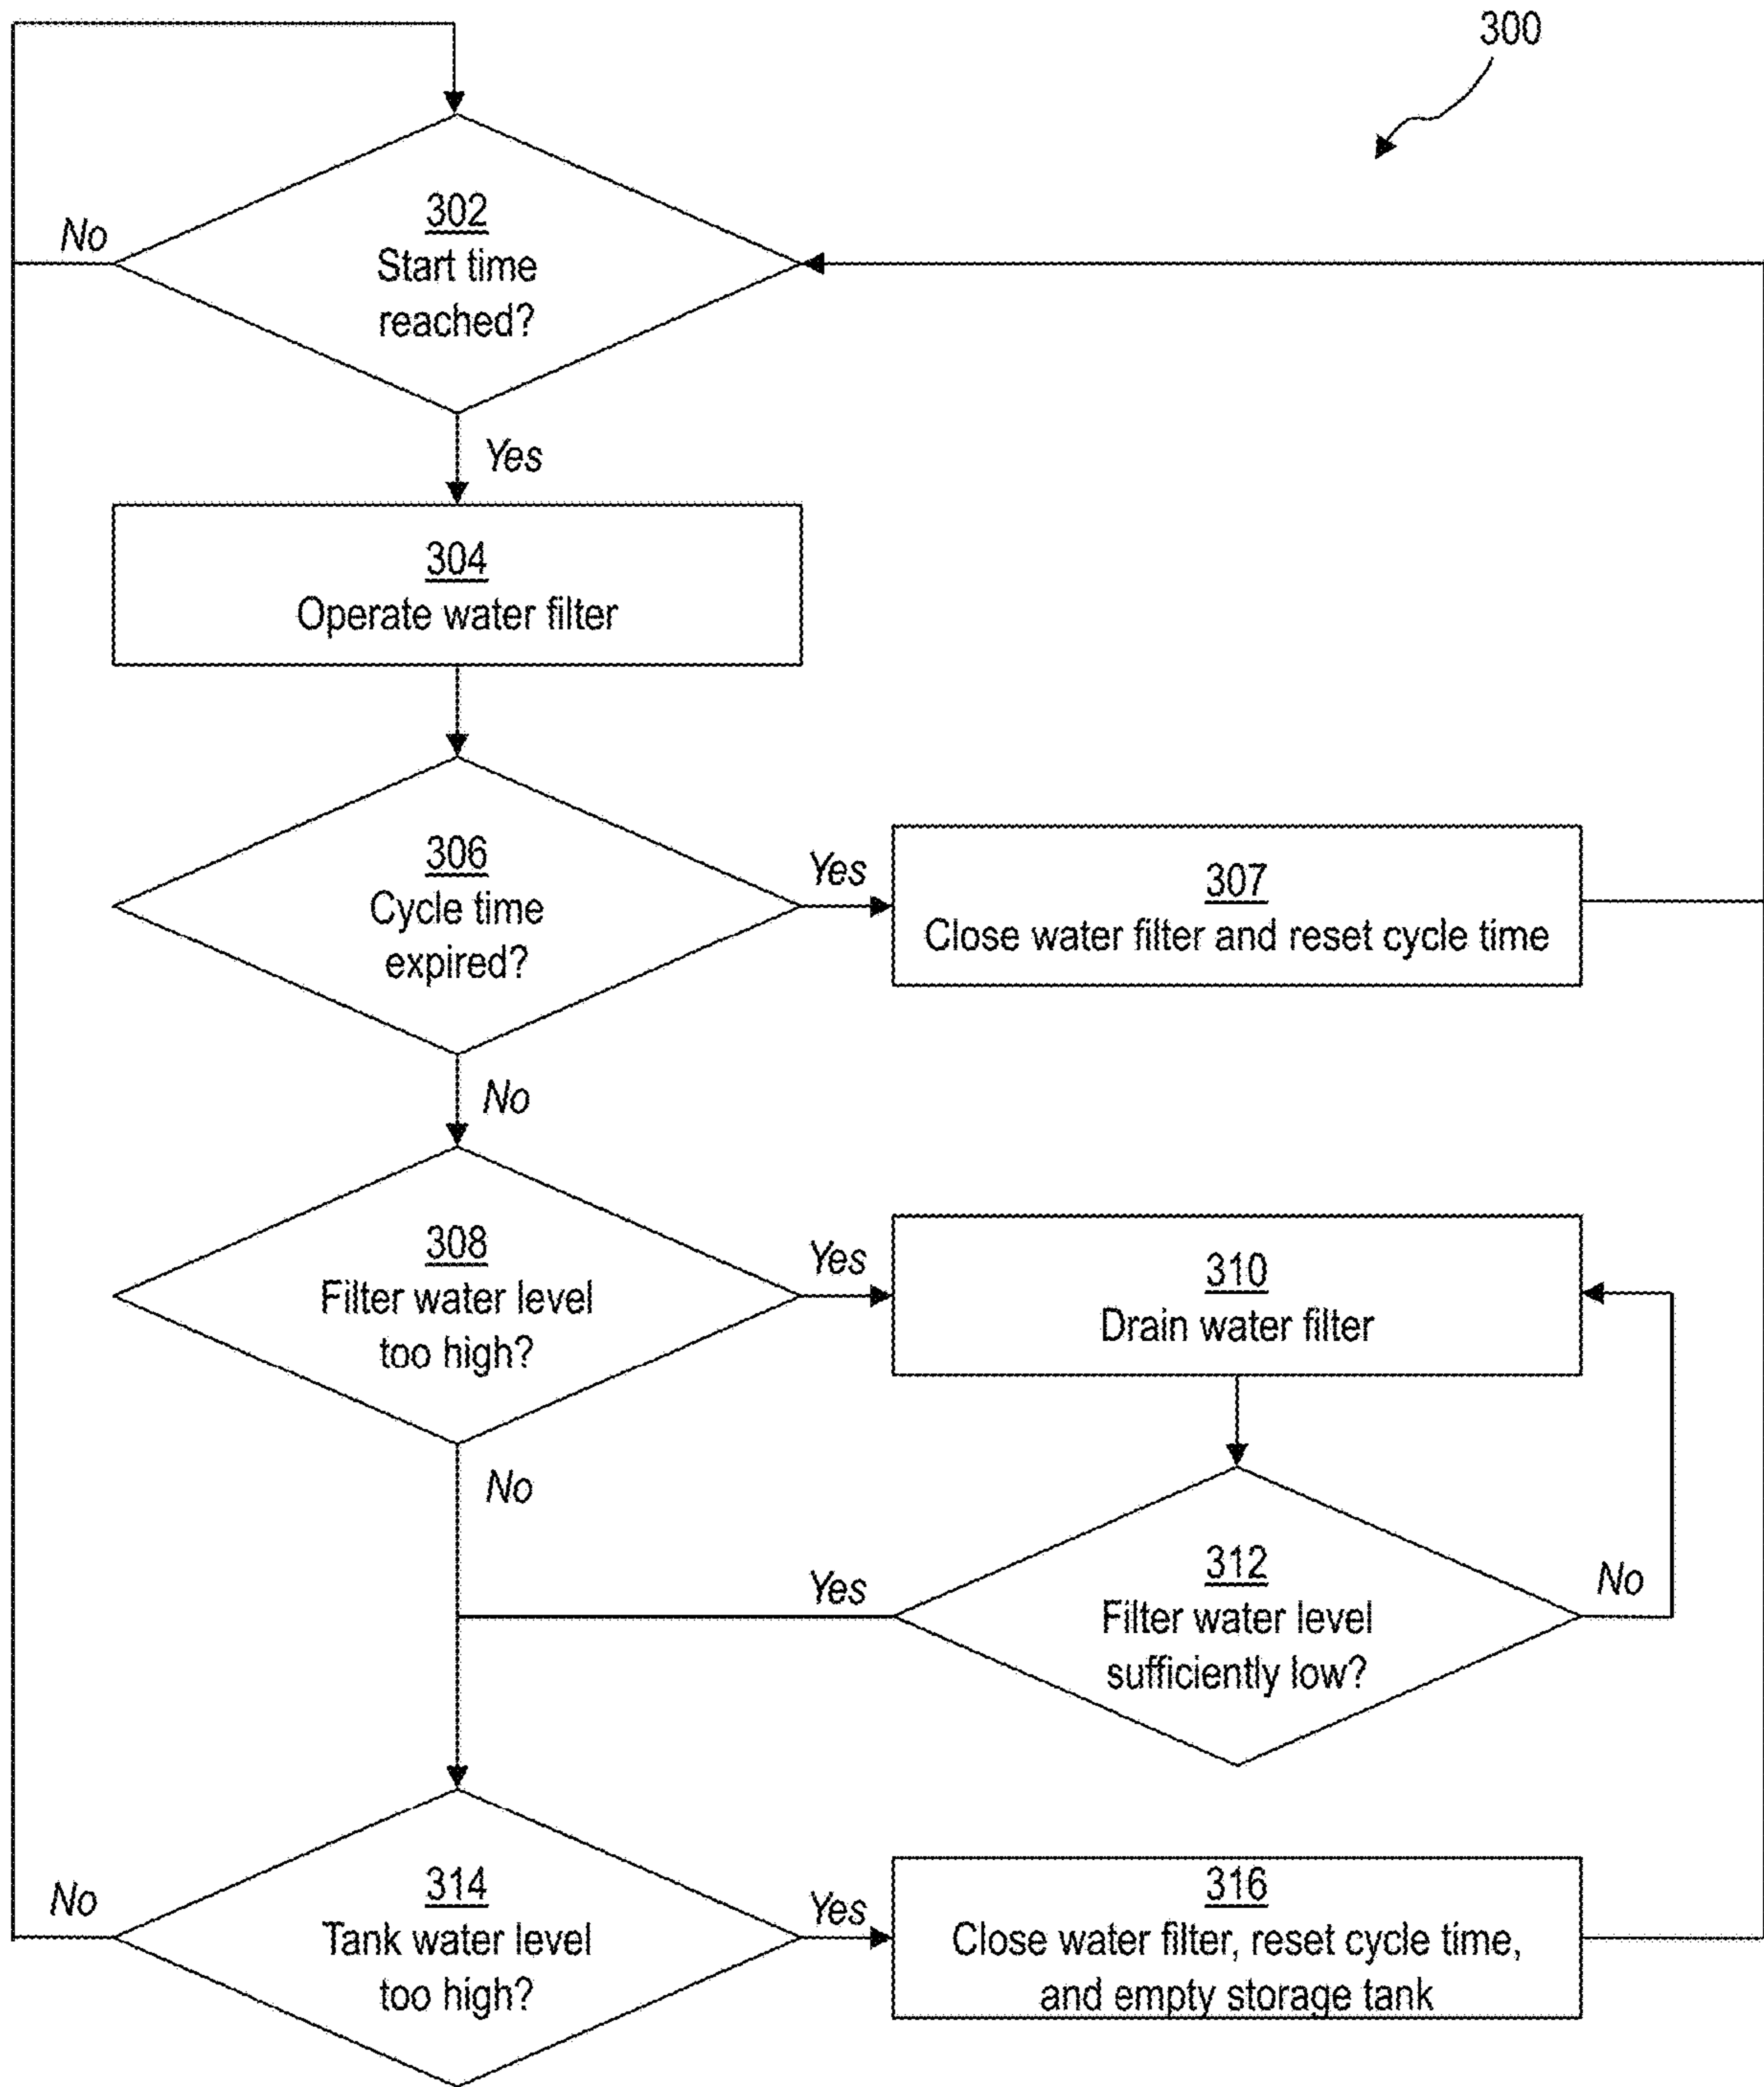 300
302
Start time
reached?
No
Yes
304
Operate water filter
306
Cycle time
expired?
Yes
307
Close water filter and reset cycle time
No
308
Filter water level
too high?
Yes
310
Drain water filter
No
312
Filter water level
sufficiently low?
Yes
No
314
Tank water level
too high?
No
Yes
316
Close water filter, reset cycle time,
and empty storage tank